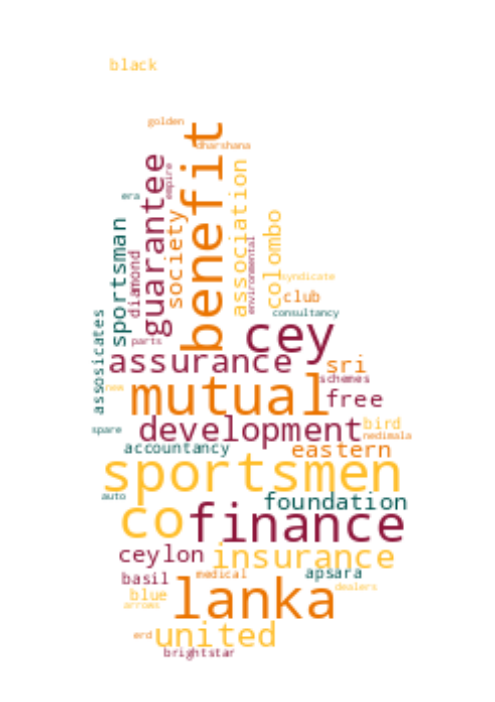 black
golden
dharshana
benefit
guarantee
empire
era
association
society
colombo
sportsman
diamond
environmental
syndicate
club
consultancy
assosicates
cey
parts
assurance
sri
schemes
new
mutual
free
bird
development
spare
nedimala
accountancy
eastern
sportsmen
auto
foundation
co
finance
ceylon
insurance
basil
medical
apsara
lanka
dealers
blue
arrows
erd
united
brightstar